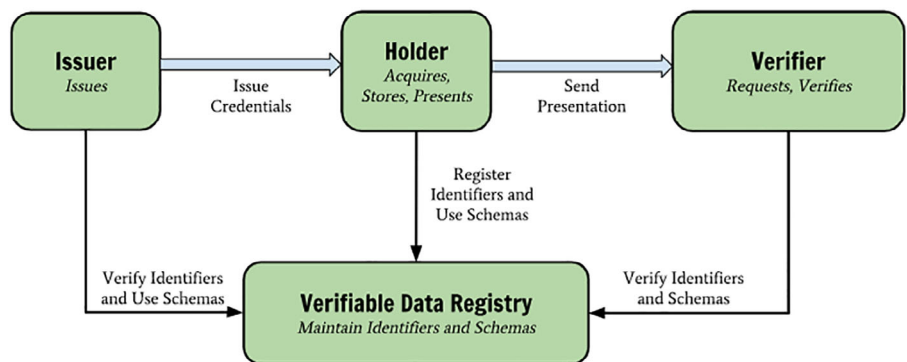 Issuer
Issues
Issue
Credentials
Holder
Acquires,
Stores, Presents
Send
Presentation
Verifier
Requests, Verifies
Register
Identifiers and
Use Schemas
Verify Identifiers
and Use Schemas
Verifiable Data Registry
Maintain Identifiers and Schemas
Verify Identifiers
and Schemas